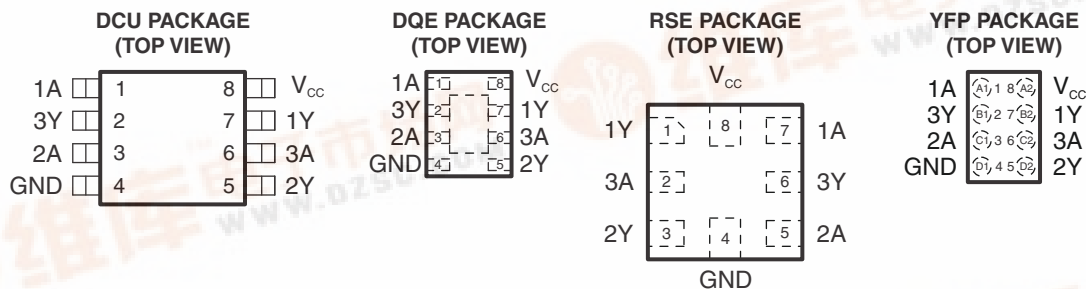 DCU PACKAGE
(TOP VIEW)
1A 1 8 VCC
3Y 2 7 1Y
2A 3 6 3A
GND 4 5 2Y
DQE PACKAGE
(TOP VIEW)
1A 1 8 VCC
3Y 2 7 1Y
2A 3 6 3A
GND 4 5 2Y
RSE PACKAGE
(TOP VIEW)
VCC
1Y 1 8 7 1A
3A 2 6 3Y
2Y 3 4 5 2A
GND
YFP PACKAGE
(TOP VIEW)
1A A1 1 8 A2 VCC
3Y B1 2 7 B2 1Y
2A C1 3 6 C2 3A
GND D1 4 5 D2 2Y